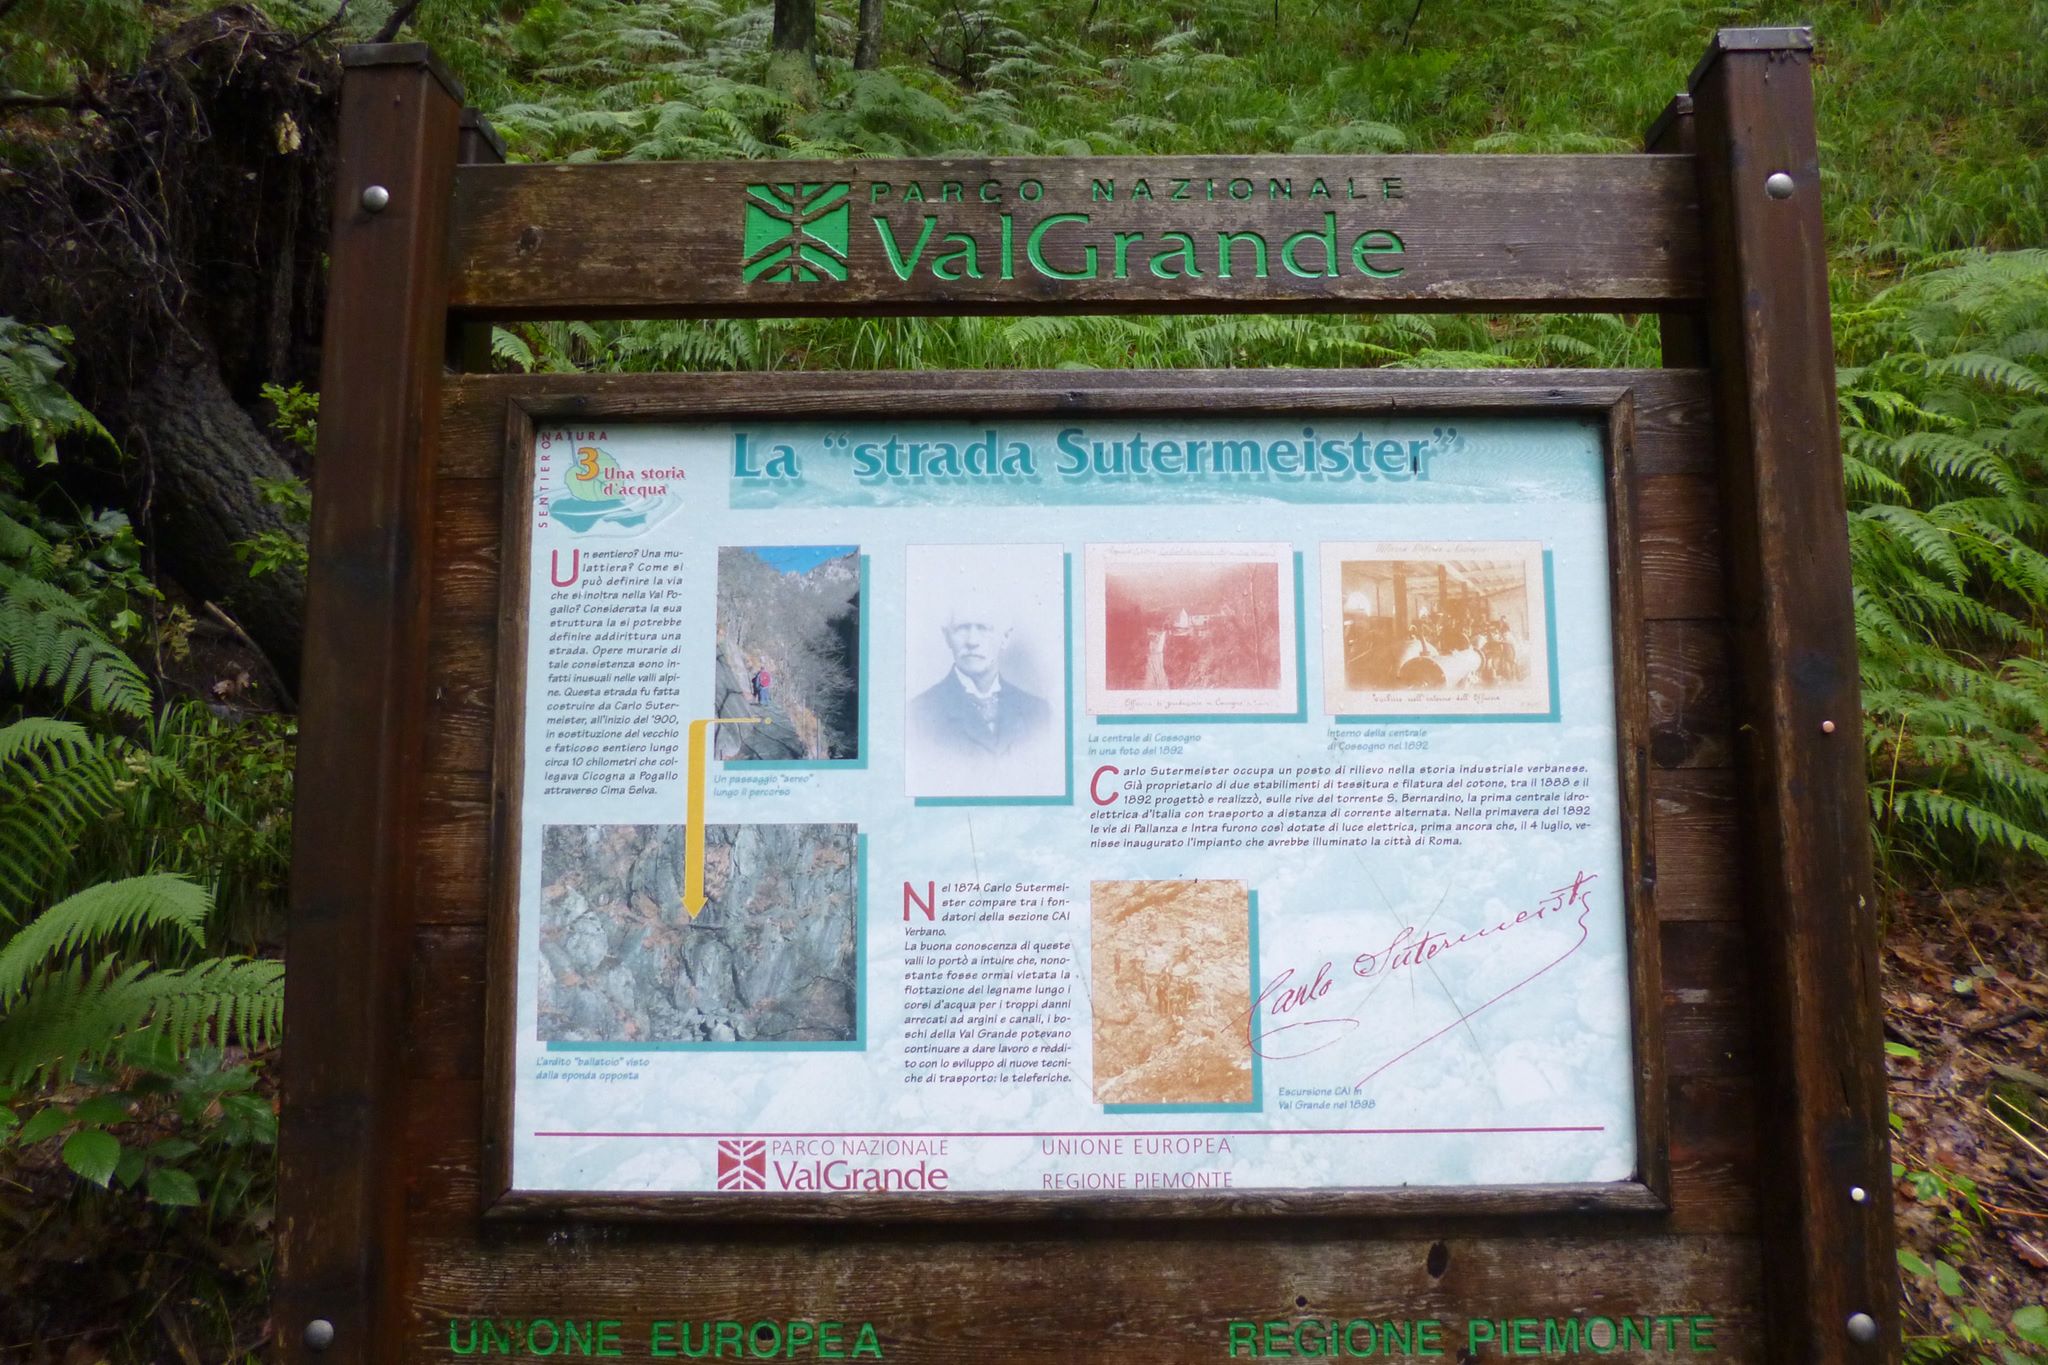 PARCO NAZIONALE
ValGrande
SENTIERO NATURA
3 Una storia
d'acqua
La "strada Sutermeister"
Un sentiero? Una mu-
lattiera? Come si
può definire la via
che si inoltra nella Val Po-
gallo? Considerata la sua
struttura la si potrebbe
definire addirittura una
strada. Opere murarie di
tale consistenza sono in-
fatti inusuali nelle valli alpi-
ne. Questa strada fu fatta
costruire da Carlo Suter-
meister, all'inizio del '900,
in sostituzione del vecchio
e faticoso sentiero lungo
circa 10 chilometri che col-
legava Cicogna a Pogallo
attraverso Cima Selva.
Un passaggio "aereo"
lungo il percorso
L'ardito "ballatoio" visto
dalla sponda opposta
La centrale di Cossogno
in una foto del 1892
Interno della centrale
di Cossogno nel 1892
Carlo Sutermeister occupa un posto di rilievo nella storia industriale verbanese.
Già proprietario di due stabilimenti di tessitura e filatura del cotone, tra il 1888 e il
1892 progettò e realizzò, sulle rive del torrente S. Bernardino, la prima centrale idro-
elettrica d'Italia con trasporto a distanza di corrente alternata. Nella primavera del 1892
le vie di Pallanza e Intra furono così dotate di luce elettrica, prima ancora che, il 4 luglio, ve-
nisse inaugurato l'impianto che avrebbe illuminato la città di Roma.
Nel 1874 Carlo Sutermei-
ster compare tra i fon-
datori della sezione CAI
Verbano.
La buona conoscenza di queste
valli lo portò a intuire che, nono-
stante fosse ormai vietata la
flottazione del legname lungo i
corsi d'acqua per i troppi danni
arrecati ad argini e canali, i bo-
schi della Val Grande potevano
continuare a dare lavoro e reddi-
to con lo sviluppo di nuove tecni-
che di trasporto: le teleferiche.
Carlo Sutermeister
Escursione CAI in
Val Grande nel 1898
PARCO NAZIONALE
ValGrande
UNIONE EUROPEA
REGIONE PIEMONTE
UNIONE EUROPEA
REGIONE PIEMONTE